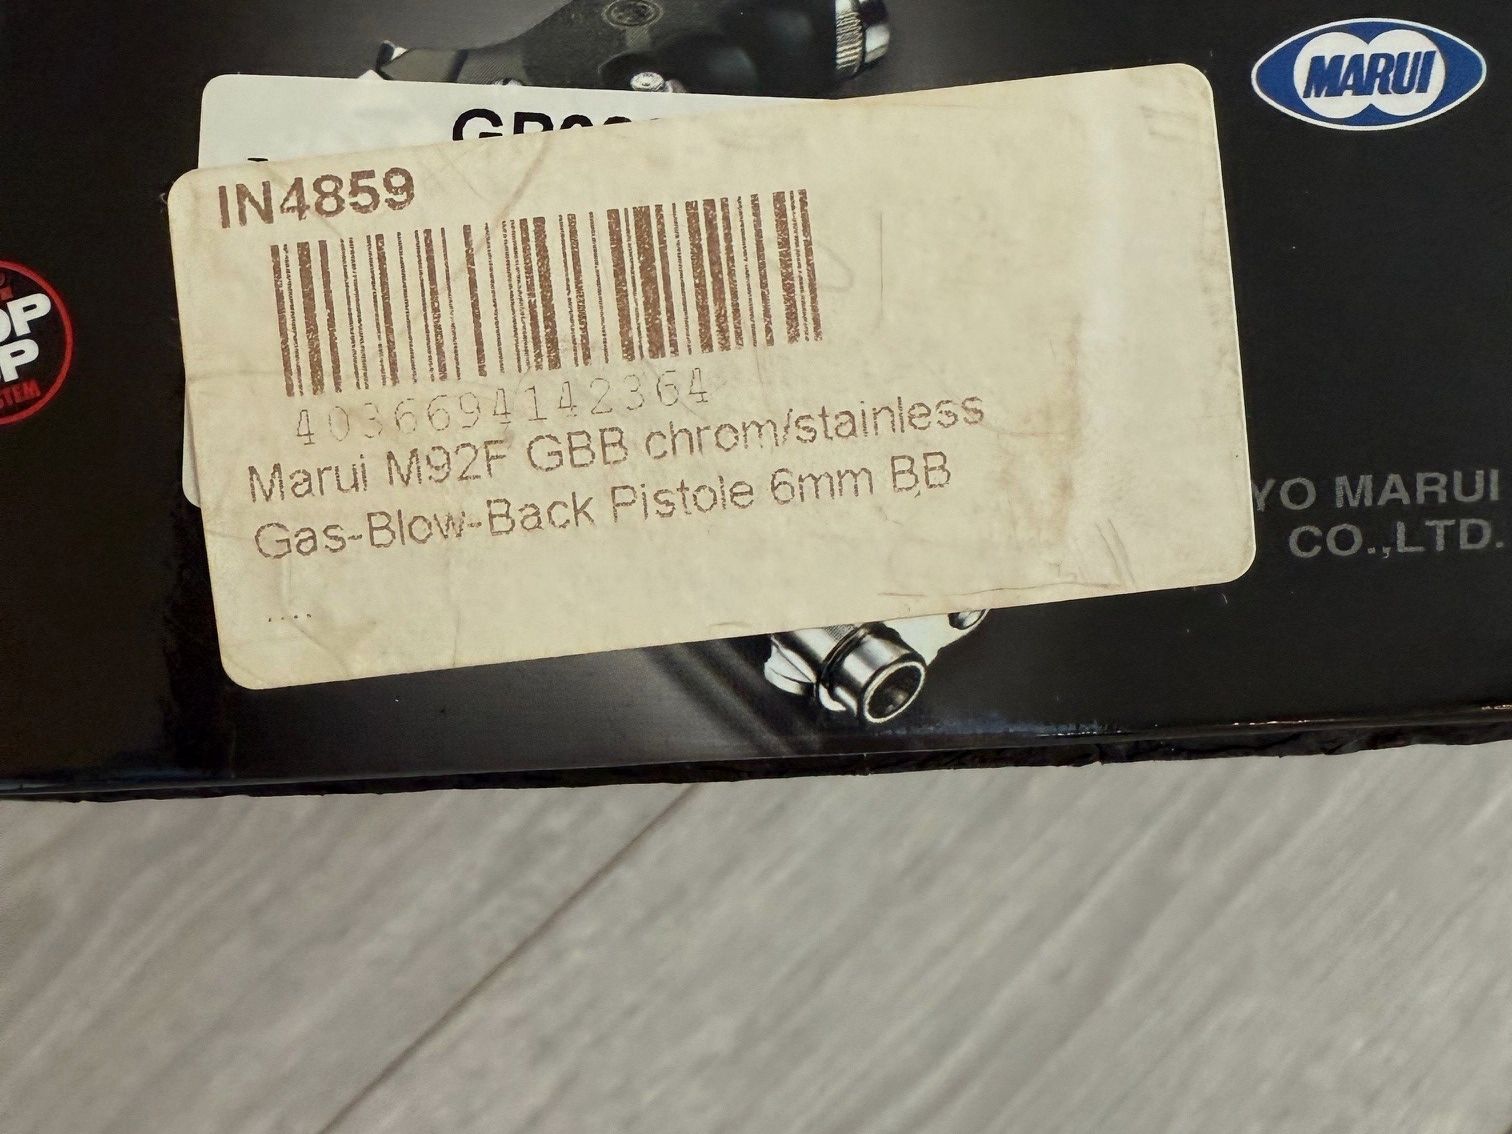 MARUI
IN4859
4036694142364
Marui M92F GBB chrom/stainless
Gas-Blow-Back Pistole 6mm BB
....
YO MARUI
CO.,LTD.